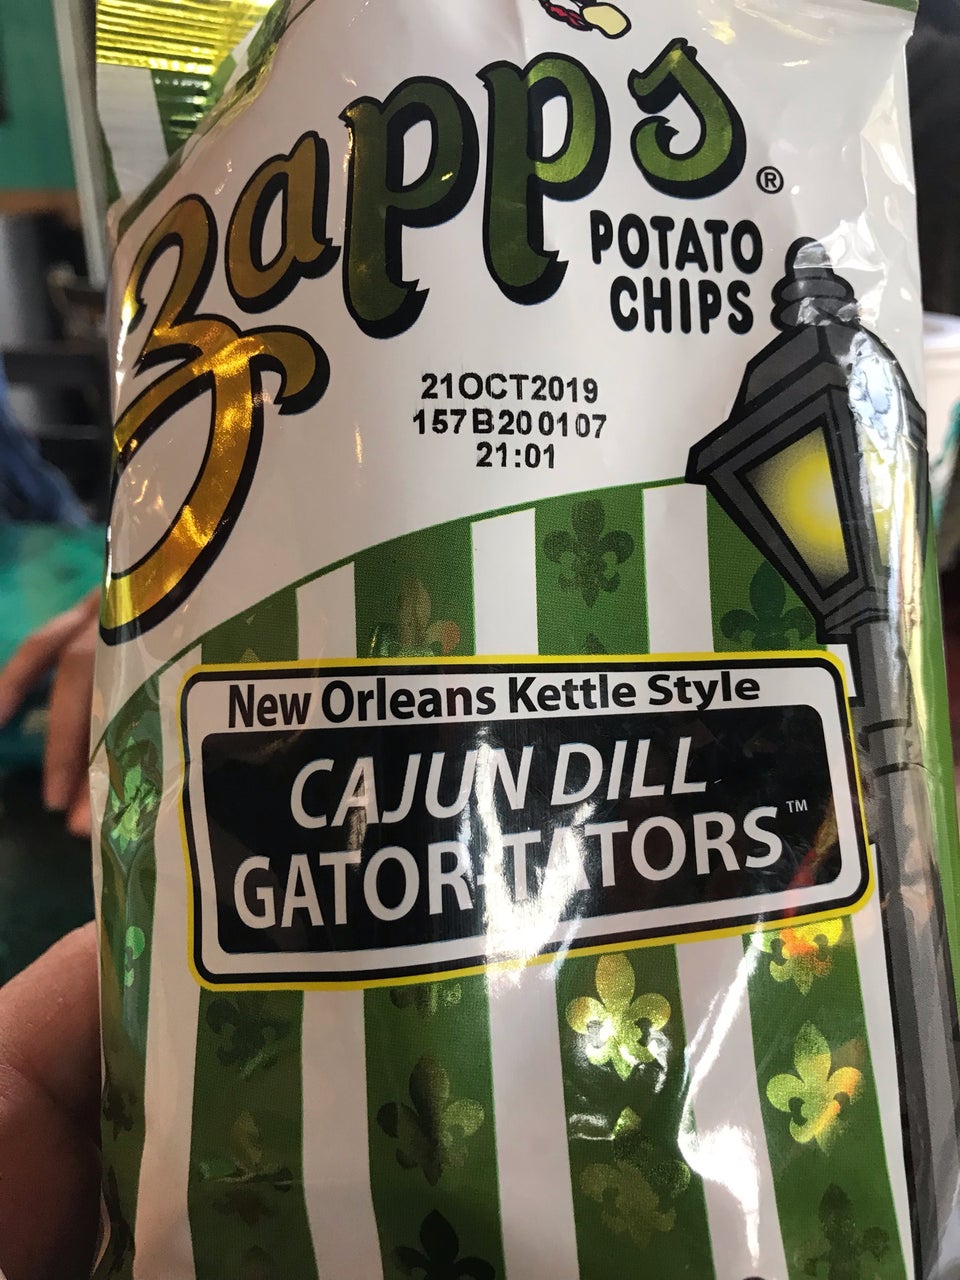 Zapp's®
POTATO
CHIPS
21OCT2019
157B200107
21:01
New Orleans Kettle Style
CAJUN DILL
GATOR-TATORS™